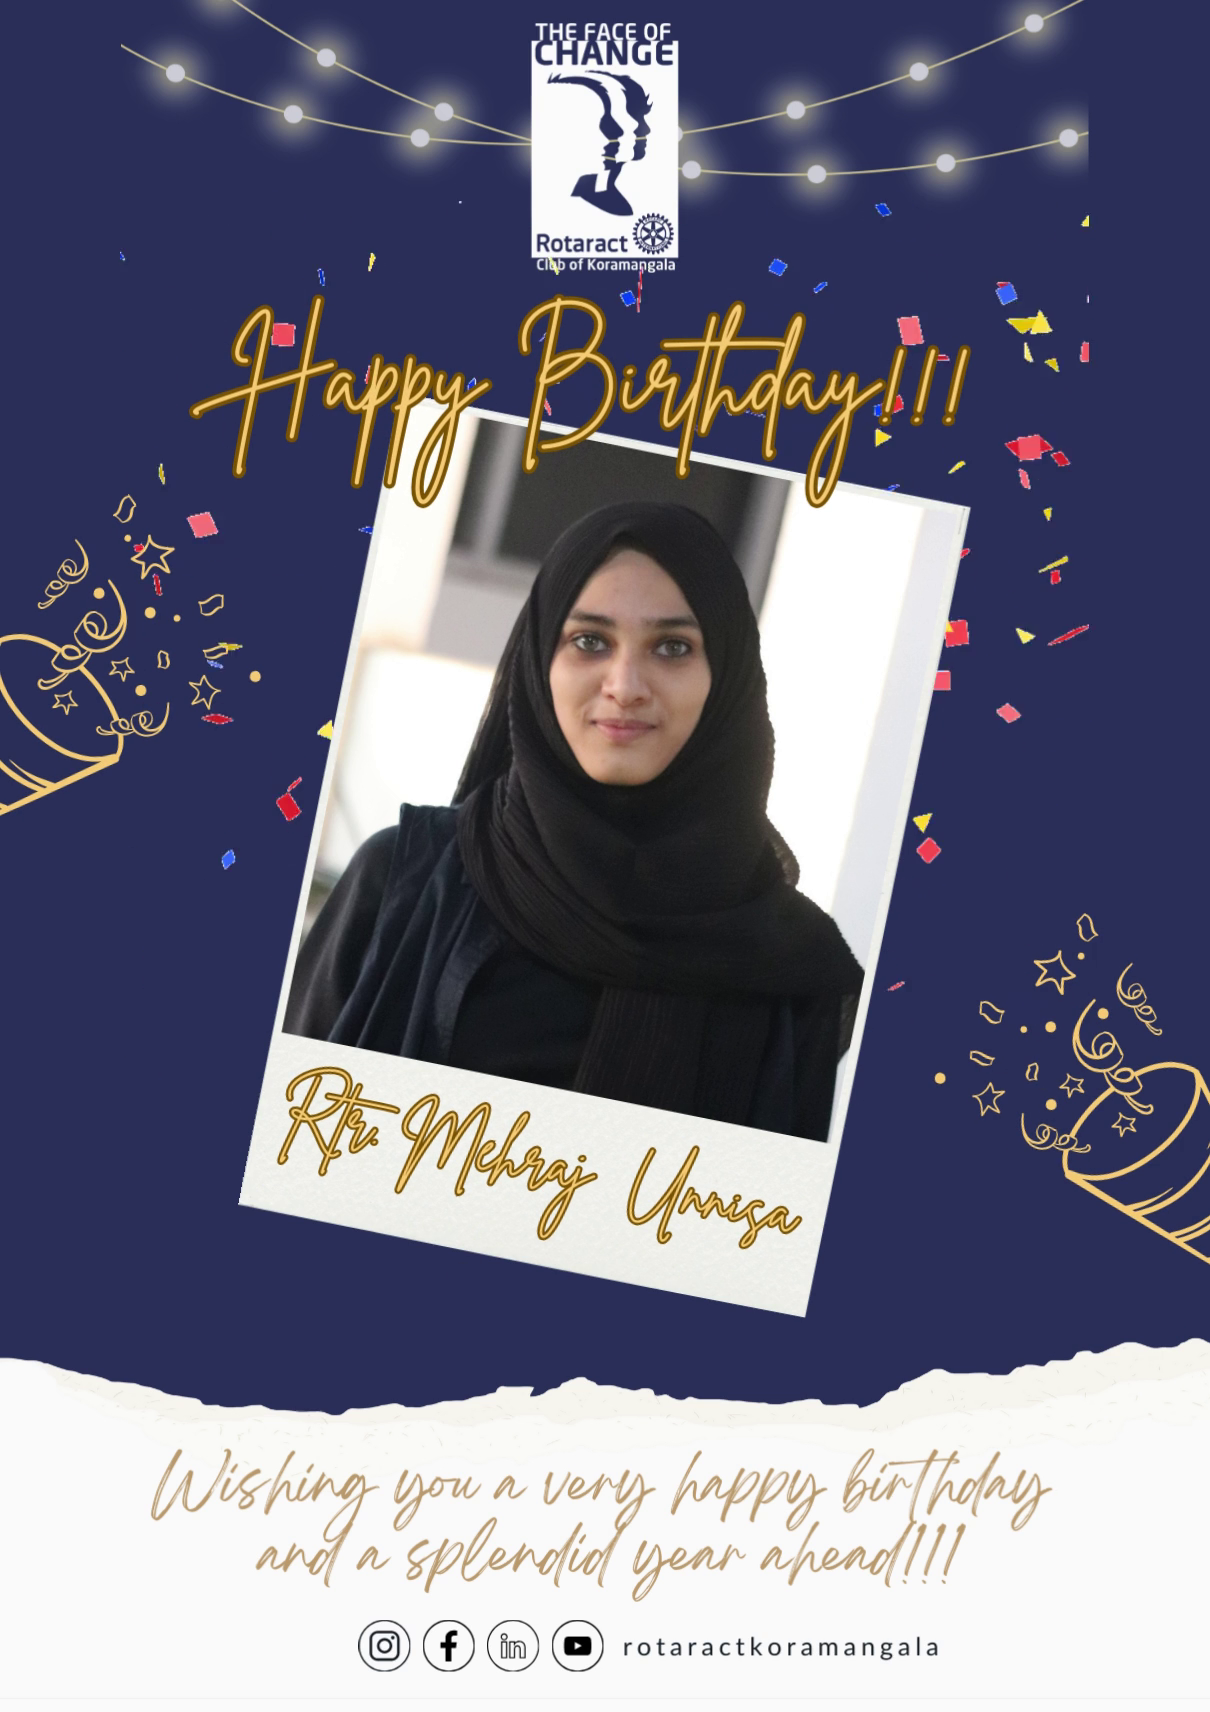 THE FACE OF
CHANGE
Rotaract
Club of Koramangala
Happy Birthday!!!
Rtr. Mehraj Unnisa
Wishing you a very happy birthday
and a splendid year ahead!!!
in
rotaractkoramangala